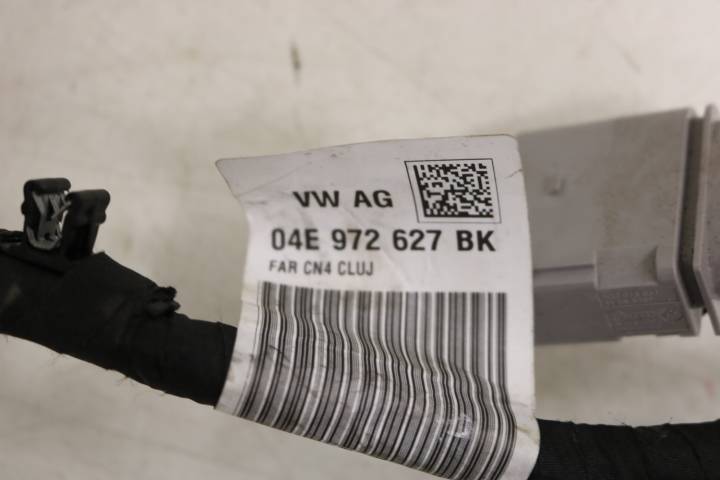 VW AG
04E 972 627 BK
FAR CN4 CLUJ